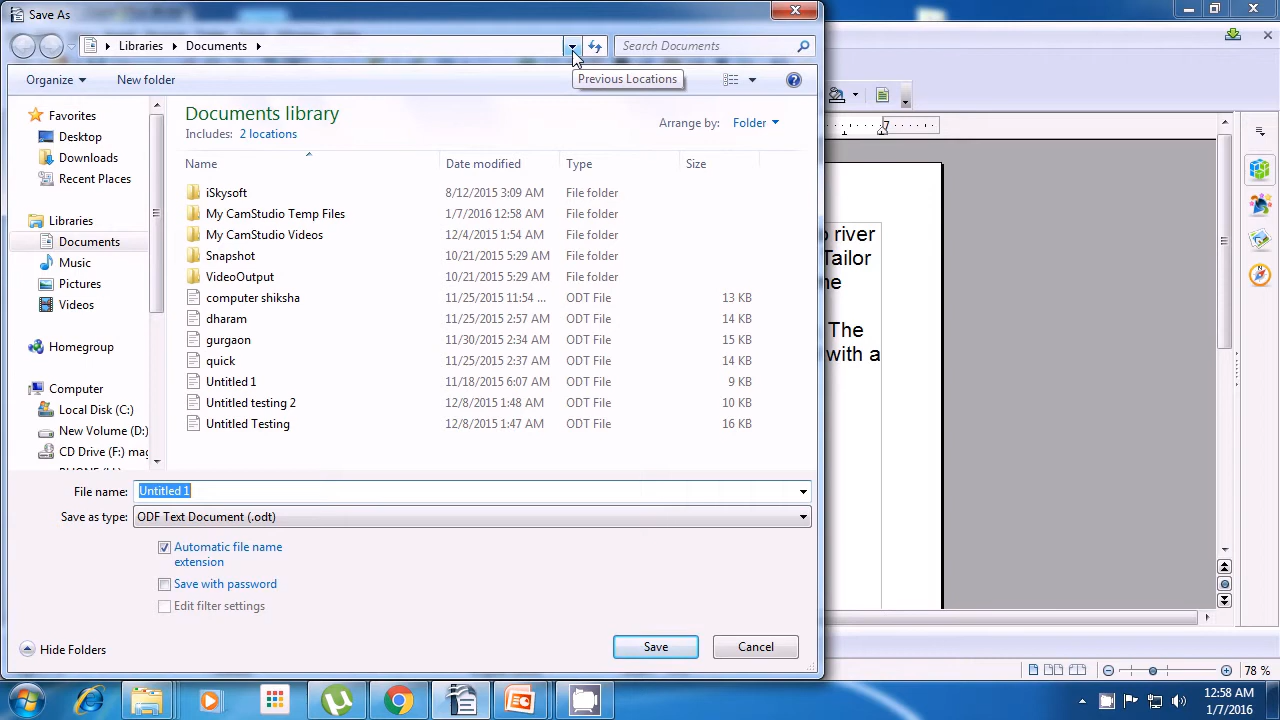 Save As
Libraries Documents
Search Documents
Previous Locations
Organize
New folder
Favorites
Desktop
Downloads
Recent Places
Libraries
Documents
Music
Pictures
Videos
Homegroup
Computer
Local Disk (C:)
New Volume (D:)
CD Drive (F:) mag
Documents library
Includes: 2 locations
Arrange by: Folder
Name Date modified Type Size
iSkysoft 8/12/2015 3:09 AM File folder
My CamStudio Temp Files 1/7/2016 12:58 AM File folder
My CamStudio Videos 12/4/2015 1:54 AM File folder
Snapshot 10/21/2015 5:29 AM File folder
VideoOutput 10/21/2015 5:29 AM File folder
computer shiksha 11/25/2015 11:54 ... ODT File 13 KB
dharam 11/25/2015 2:57 AM ODT File 14 KB
gurgaon 11/30/2015 2:34 AM ODT File 15 KB
quick 11/25/2015 2:37 AM ODT File 14 KB
Untitled 1 11/18/2015 6:07 AM ODT File 9 KB
Untitled testing 2 12/8/2015 1:48 AM ODT File 10 KB
Untitled Testing 12/8/2015 1:47 AM ODT File 16 KB
File name: Untitled 1
Save as type: ODF Text Document (.odt)
Automatic file name
extension
Save with password
Edit filter settings
Hide Folders
Save
Cancel
river
Tailor
The
with a
7
78 %
12:58 AM
1/7/2016